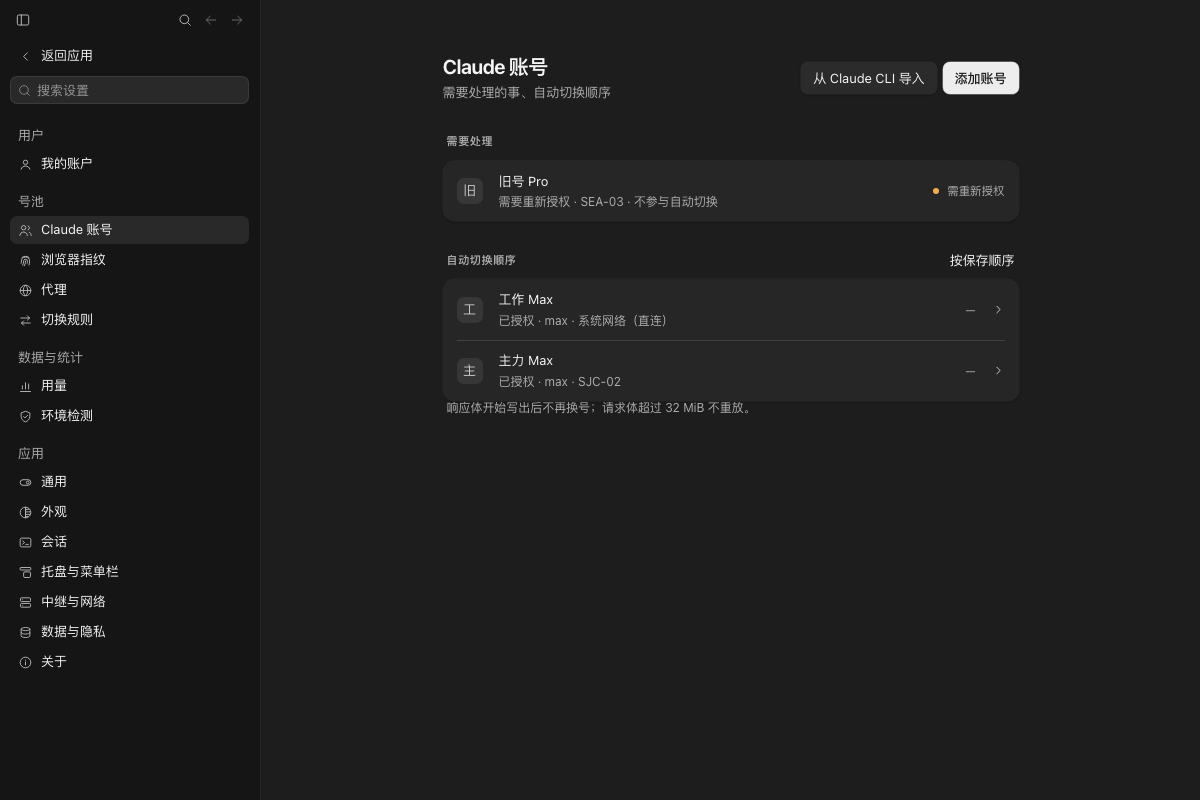 返回应用
搜索设置
用户
我的账户
号池
Claude 账号
浏览器指纹
代理
切换规则
数据与统计
用量
环境检测
应用
通用
外观
会话
托盘与菜单栏
中继与网络
数据与隐私
关于
Claude 账号
需要处理的事、自动切换顺序
从 Claude CLI 导入
添加账号
需要处理
旧
旧号 Pro
需要重新授权 · SEA-03 · 不参与自动切换
需重新授权
自动切换顺序
按保存顺序
工
工作 Max
已授权 · max · 系统网络（直连）
–
主
主力 Max
已授权 · max · SJC-02
–
响应体开始写出后不再换号；请求体超过 32 MiB 不重放。